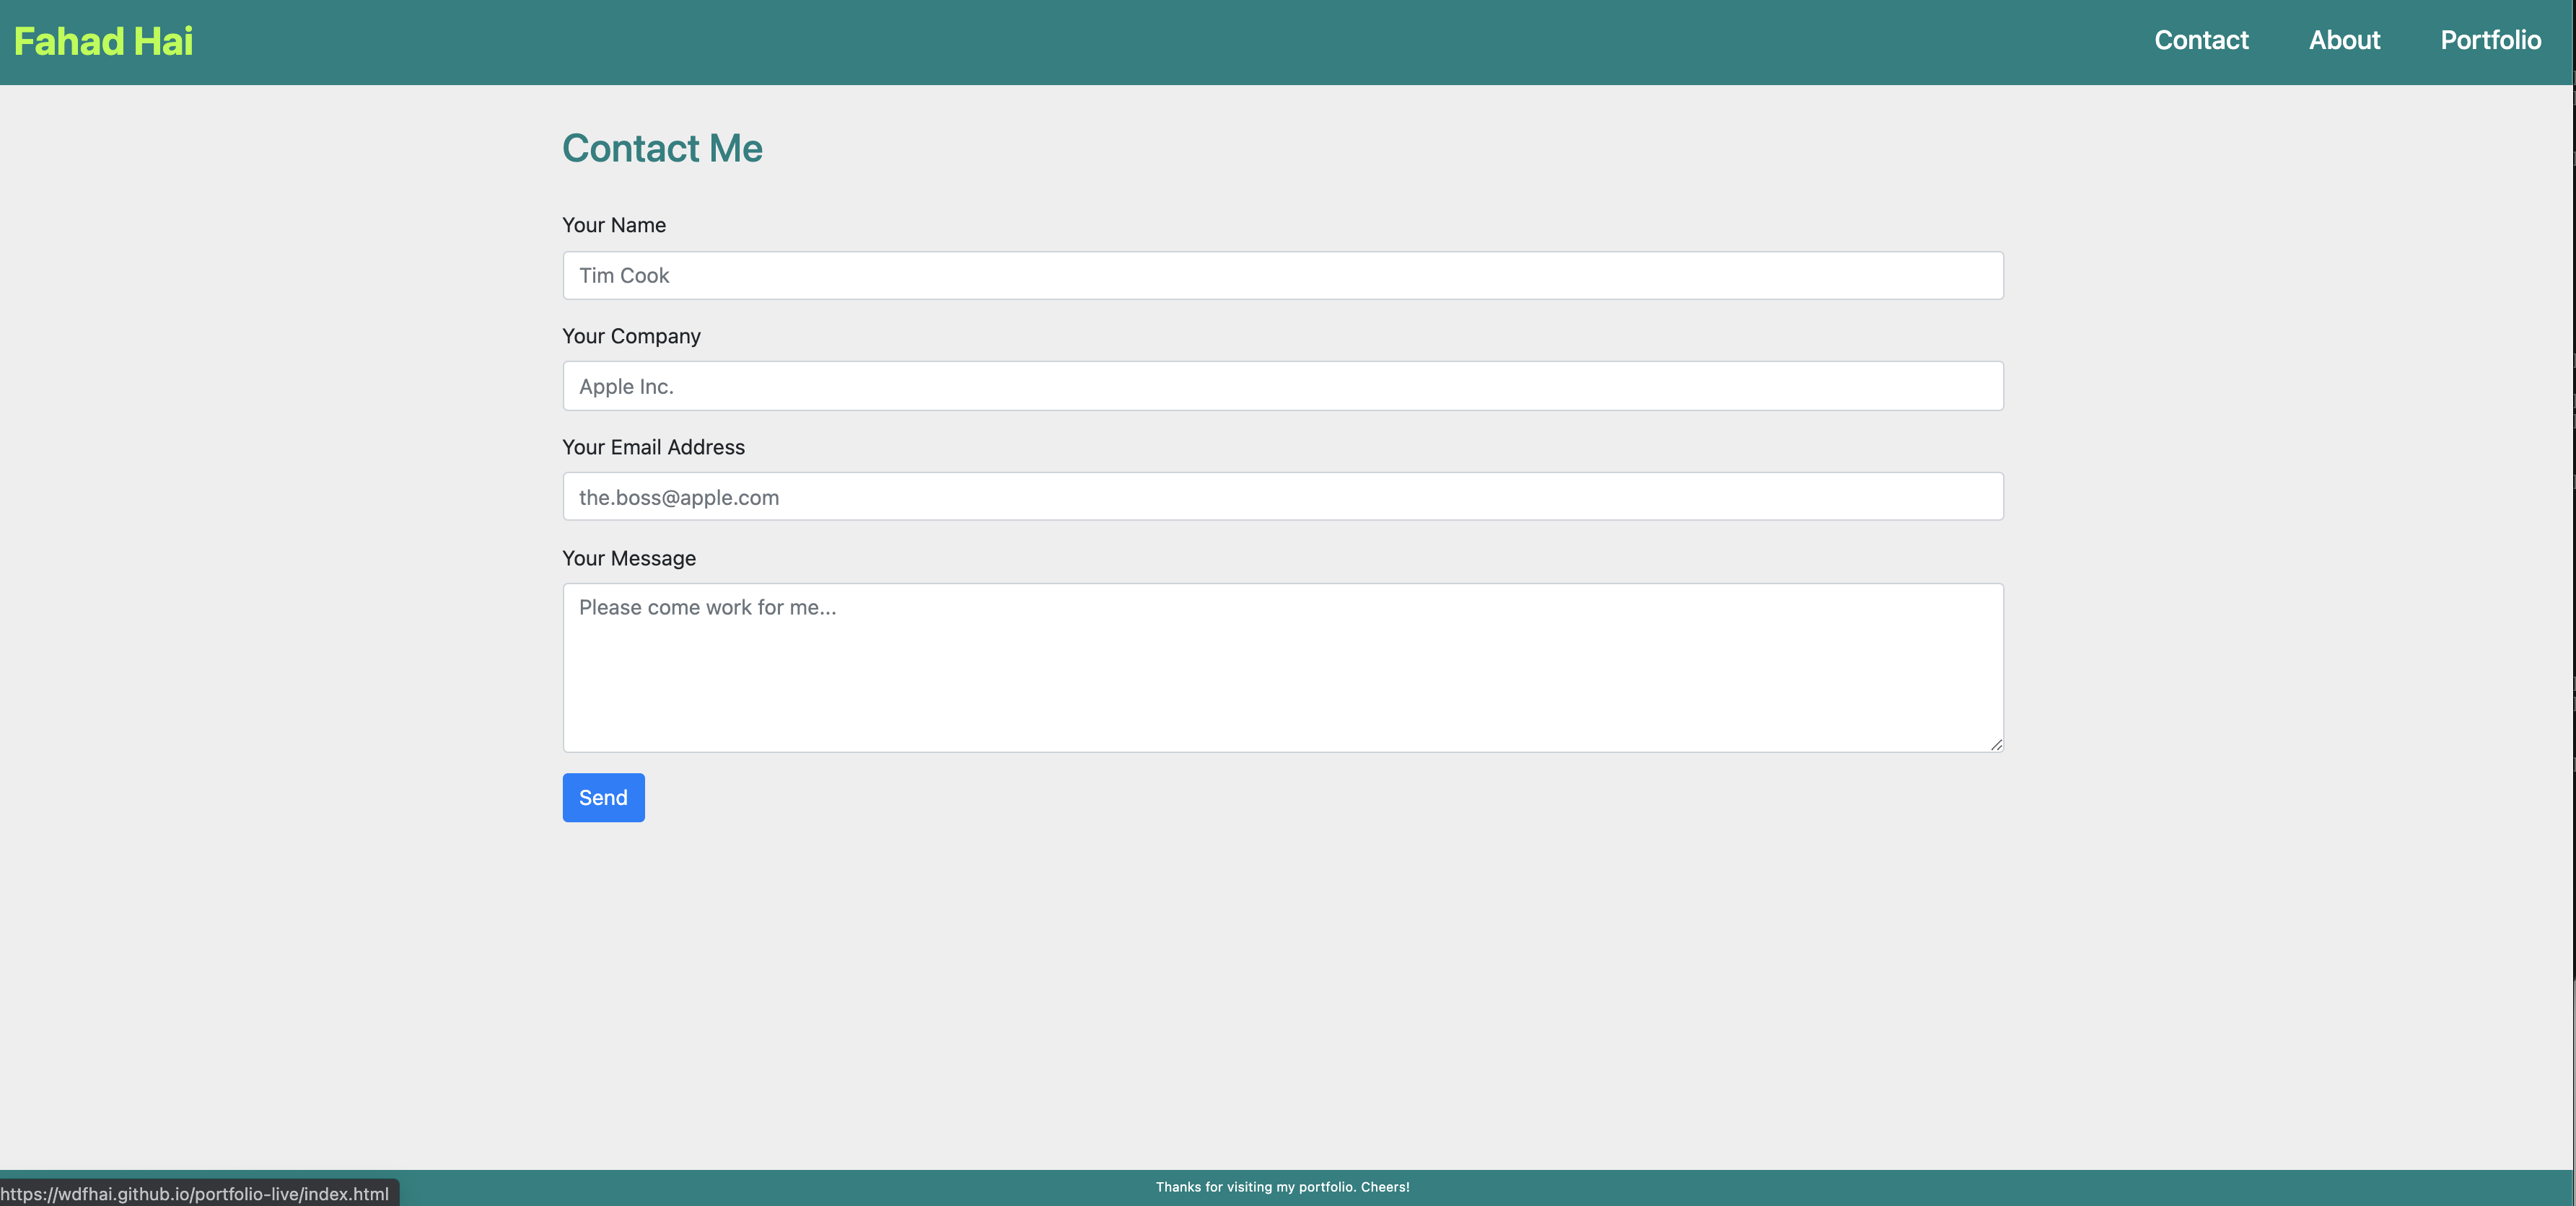 Fahad Hai
Contact About Portfolio
Contact Me
Your Name
Tim Cook
Your Company
Apple Inc.
Your Email Address
the.boss@apple.com
Your Message
Please come work for me...
Send
Thanks for visiting my portfolio. Cheers!
https://wdfhai.github.io/portfolio-live/index.html